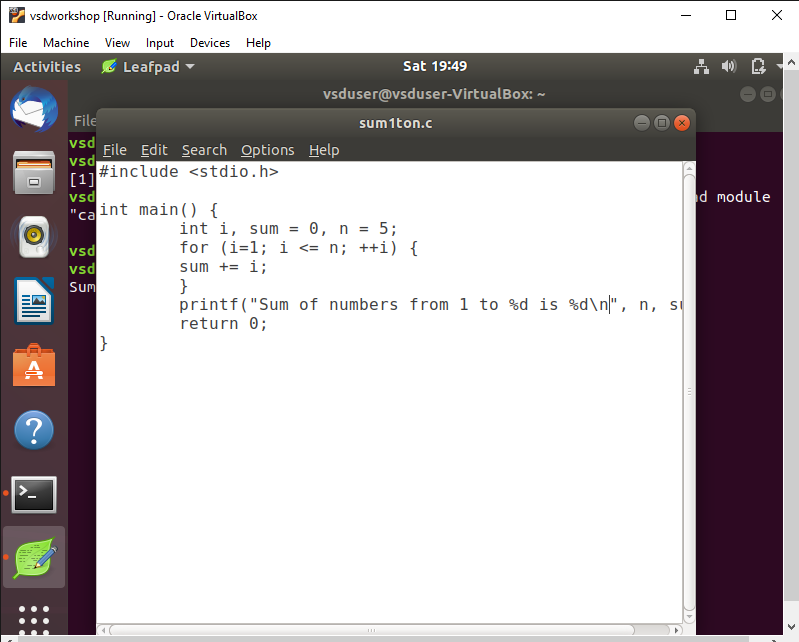 vsdworkshop [Running] - Oracle VirtualBox
File Machine View Input Devices Help
Activities Leafpad Sat 19:49
vsduser@vsduser-VirtualBox: ~
File
sum1ton.c
File Edit Search Options Help
vsd
vsd
[1]
vsd module
"ca
vsd
vsd
Sum
#include <stdio.h>
int main() {
int i, sum = 0, n = 5;
for (i=1; i <= n; ++i) {
sum += i;
}
printf("Sum of numbers from 1 to %d is %d\n", n, su
return 0;
}